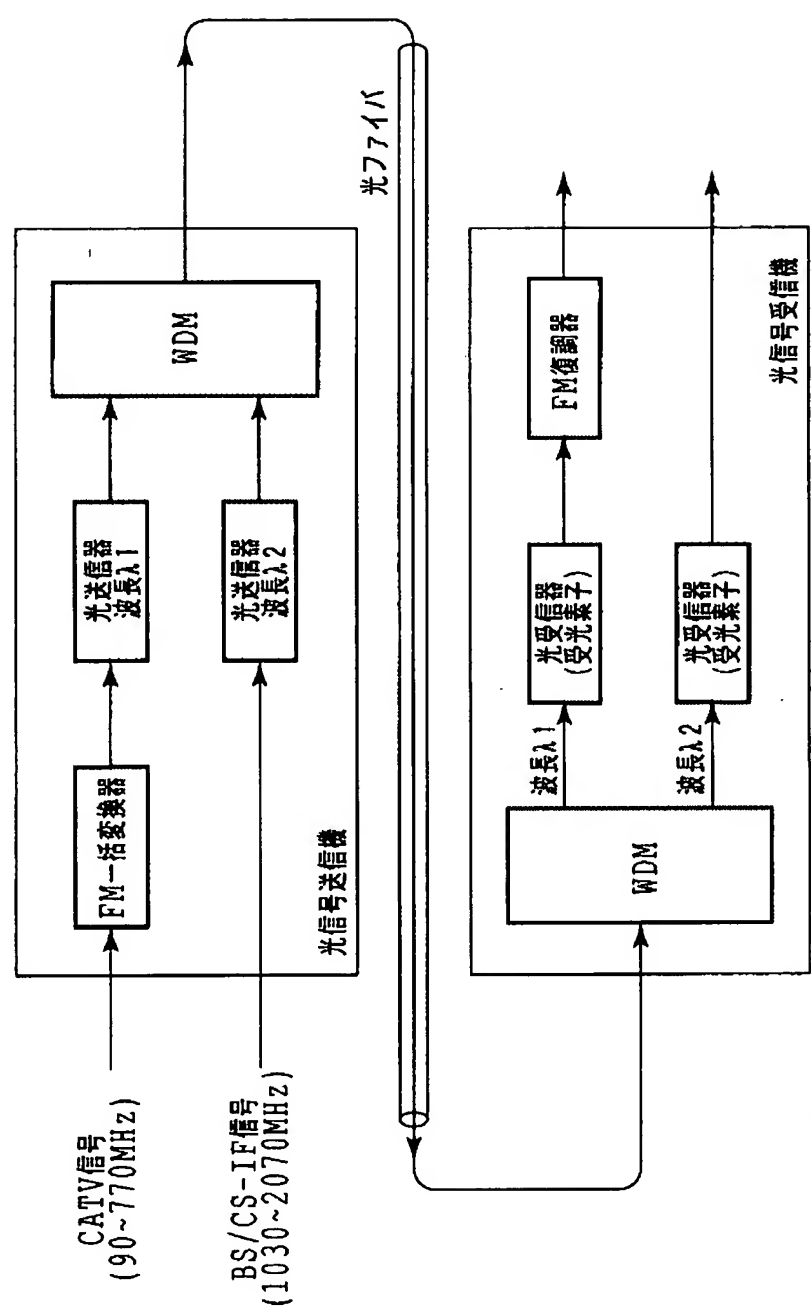 CATV信号
(90~770MHz)
BS/CS-IF信号
(1030~2070MHz)
FM一括変換器
光送信器
波長λ1
光送信器
波長λ2
WDM
光信号送信機
光ファイバ
WDM
波長λ1
波長λ2
光受信器
(受光素子)
光受信器
(受光素子)
FM復調器
光信号受信機